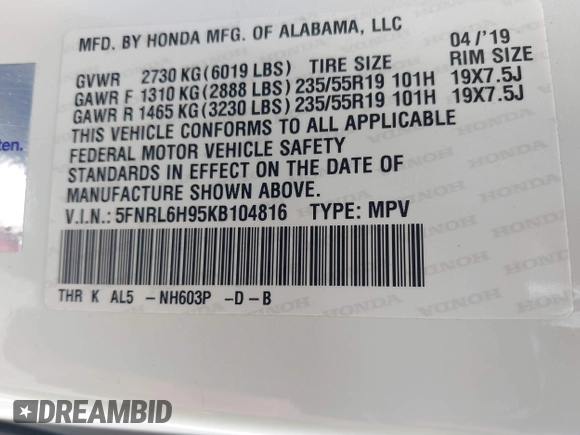 MFD. BY HONDA MFG. OF ALABAMA, LLC 04/'19
GVWR 2730 KG(6019 LBS) TIRE SIZE RIM SIZE
GAWR F 1310 KG(2888 LBS) 235/55R19 101H 19X7.5J
GAWR R 1465 KG(3230 LBS) 235/55R19 101H 19X7.5J
THIS VEHICLE CONFORMS TO ALL APPLICABLE
FEDERAL MOTOR VEHICLE SAFETY
STANDARDS IN EFFECT ON THE DATE OF
MANUFACTURE SHOWN ABOVE.
V.I.N.: 5FNRL6H95KB104816 TYPE: MPV
THR K AL5 -NH603P -D-B
ten.
HONDA
DREAMBID